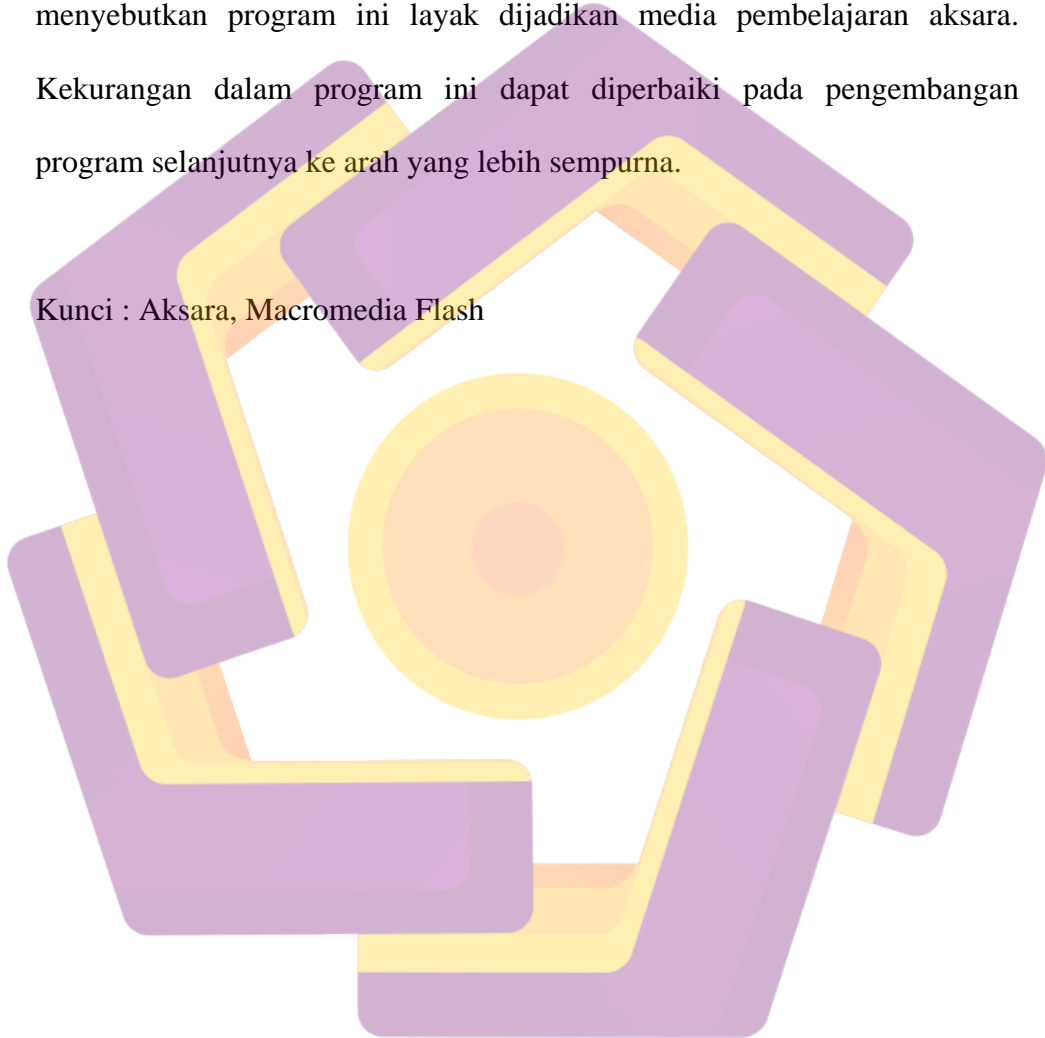 menyebutkan program ini layak dijadikan media pembelajaran aksara.
Kekurangan dalam program ini dapat diperbaiki pada pengembangan
program selanjutnya ke arah yang lebih sempurna.
Kunci : Aksara, Macromedia Flash